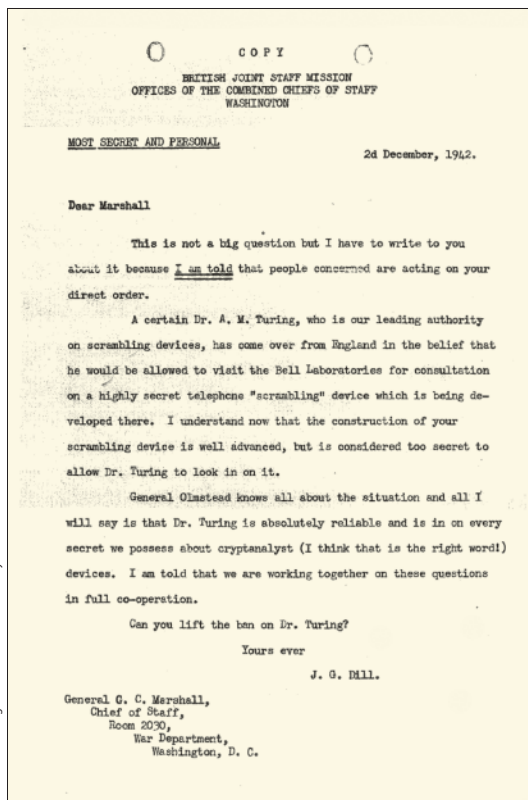 COPY
BRITISH JOINT STAFF MISSION
OFFICES OF THE COMBINED CHIEFS OF STAFF
WASHINGTON
MOST SECRET AND PERSONAL
2d December, 1942.
Dear Marshall
This is not a big question but I have to write to you
about it because I am told that people concerned are acting on your
direct order.
A certain Dr. A. M. Turing, who is our leading authority
on scrambling devices, has come over from England in the belief that
he would be allowed to visit the Bell Laboratories for consultation
on a highly secret telephone "scrambling" device which is being de-
veloped there. I understand now that the construction of your
scrambling device is well advanced, but is considered too secret to
allow Dr. Turing to look in on it.
General Olmstead knows all about the situation and all I
will say is that Dr. Turing is absolutely reliable and is in on every
secret we possess about cryptanalyst (I think that is the right word!)
devices. I am told that we are working together on these questions
in full co-operation.
Can you lift the ban on Dr. Turing?
Yours ever
J. G. Dill.
General G. C. Marshall,
Chief of Staff,
Room 2030,
War Department,
Washington, D. C.